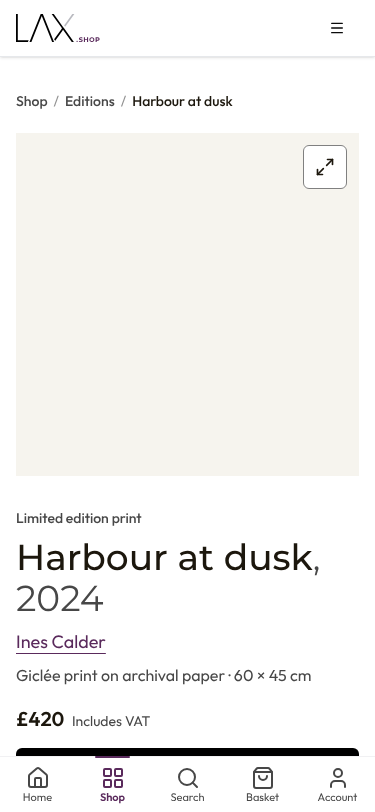 LAX.SHOP
Shop / Editions / Harbour at dusk
Limited edition print
Harbour at dusk,
2024
Ines Calder
Giclée print on archival paper · 60 × 45 cm
£420 Includes VAT
Home Shop Search Basket Account